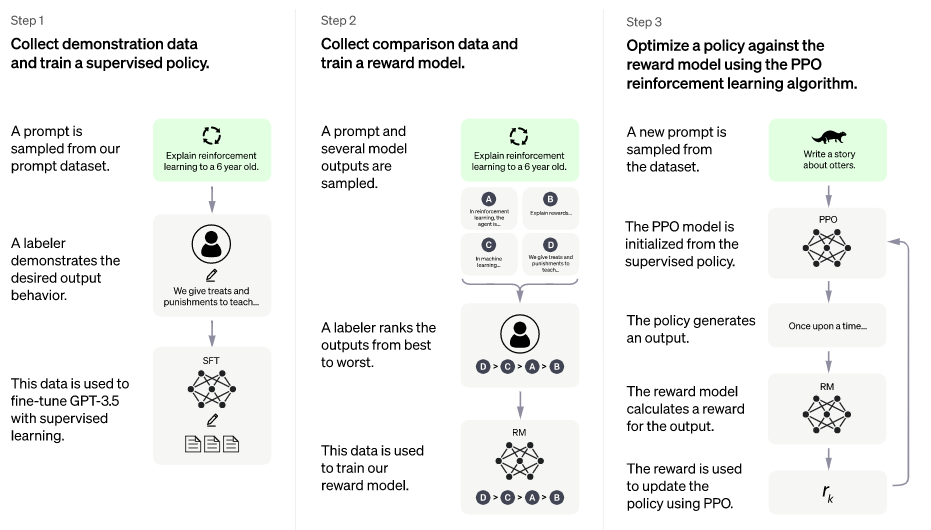 Step 1
Collect demonstration data
and train a supervised policy.
A prompt is
sampled from our
prompt dataset.
Explain reinforcement
learning to a 6 year old.
A labeler
demonstrates the
desired output
behavior.
We give treats and
punishments to teach...
This data is used to
fine-tune GPT-3.5
with supervised
learning.
SFT
Step 2
Collect comparison data and
train a reward model.
A prompt and
several model
outputs are
sampled.
Explain reinforcement
learning to a 6 year old.
A
In reinforcement
learning, the
agent is...
B
Explain rewards...
C
In machine
learning...
D
We give treats and
punishments to
teach...
A labeler ranks the
outputs from best
to worst.
D > C > A > B
This data is used
to train our
reward model.
RM
D > C > A > B
Step 3
Optimize a policy against the
reward model using the PPO
reinforcement learning algorithm.
A new prompt is
sampled from
the dataset.
Write a story
about otters.
The PPO model is
initialized from the
supervised policy.
PPO
The policy generates
an output.
Once upon a time...
The reward model
calculates a reward
for the output.
RM
The reward is used
to update the
policy using PPO.
rₖ